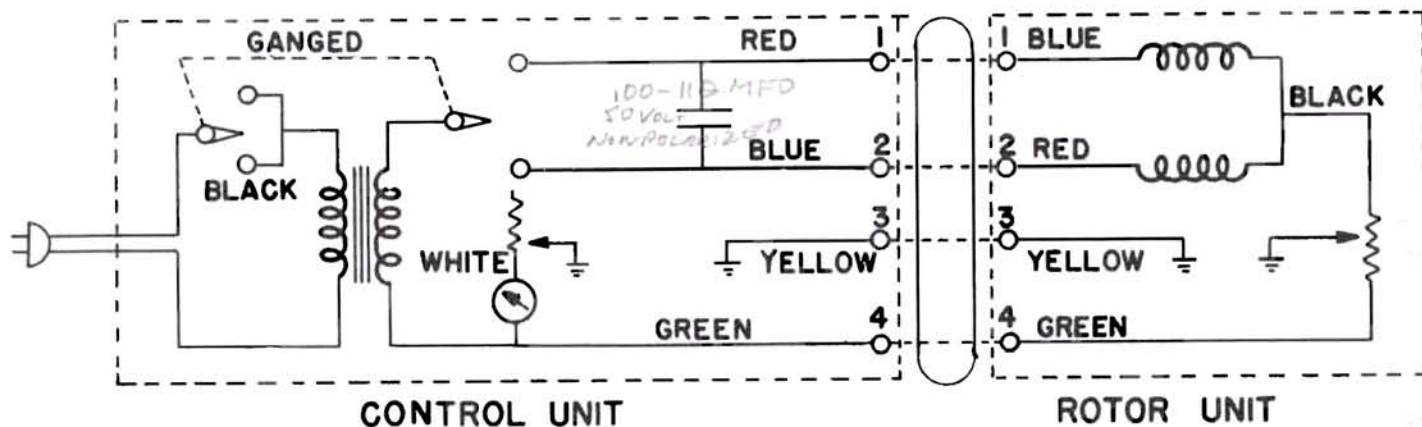 GANGED
BLACK
WHITE
RED
100-110 MFD
50 VOLT
NON POLARIZED
BLUE
YELLOW
GREEN
1
2
3
4
1
2
3
4
BLUE
RED
YELLOW
GREEN
BLACK
CONTROL UNIT
ROTOR UNIT